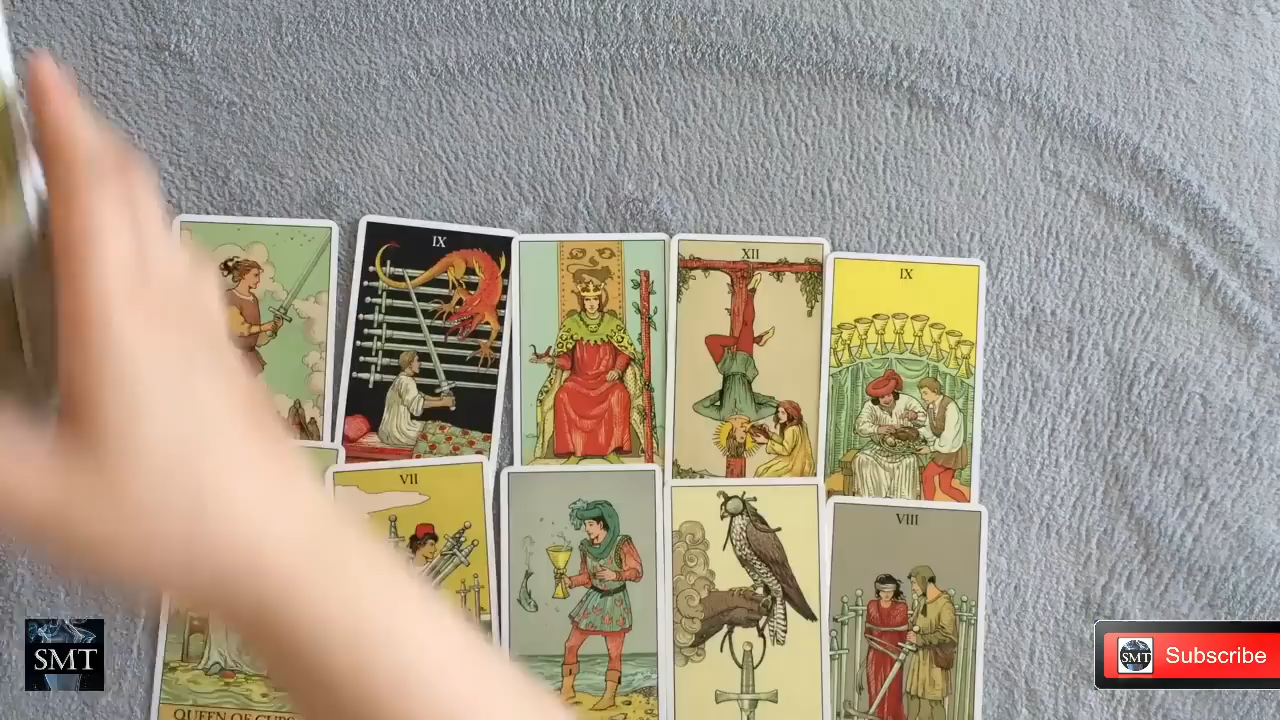 IX
XII
IX
VII
VIII
QUEEN OF CUPS
SMT
SMT
Subscribe